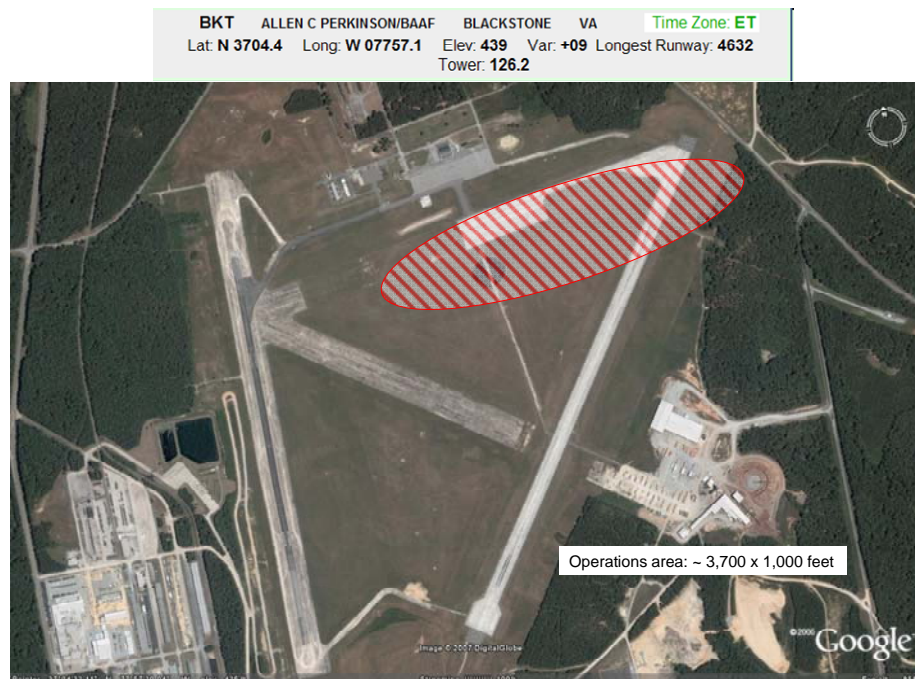 BKT ALLEN C PERKINSON/BAAF BLACKSTONE VA Time Zone: ET
Lat: N 3704.4 Long: W 07757.1 Elev: 439 Var: +09 Longest Runway: 4632
Tower: 126.2
Operations area: ~ 3,700 x 1,000 feet
Image © 2007 DigitalGlobe
Google